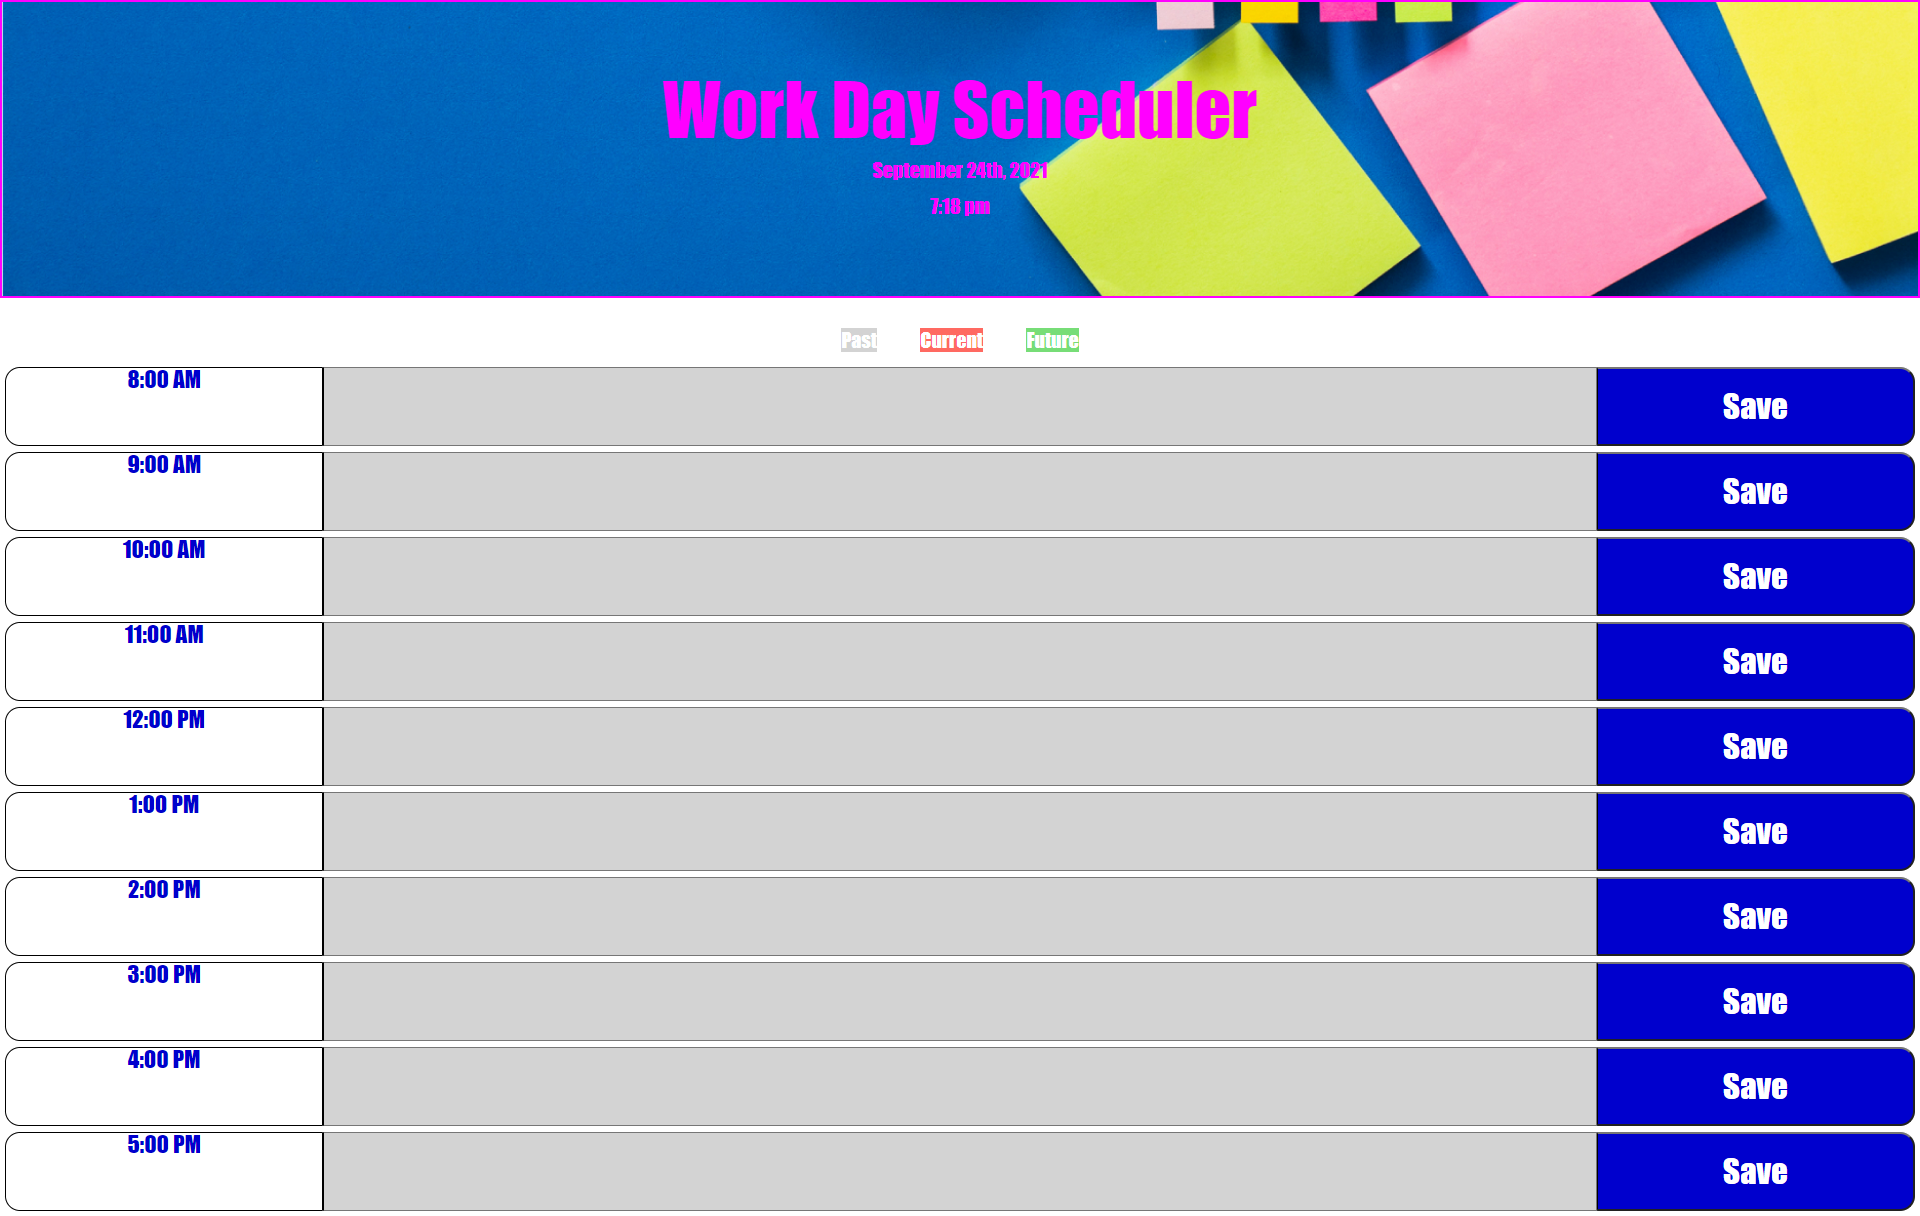 Work Day Scheduler
September 24th, 2021
7:18 pm
Past Current Future
8:00 AM Save
9:00 AM Save
10:00 AM Save
11:00 AM Save
12:00 PM Save
1:00 PM Save
2:00 PM Save
3:00 PM Save
4:00 PM Save
5:00 PM Save